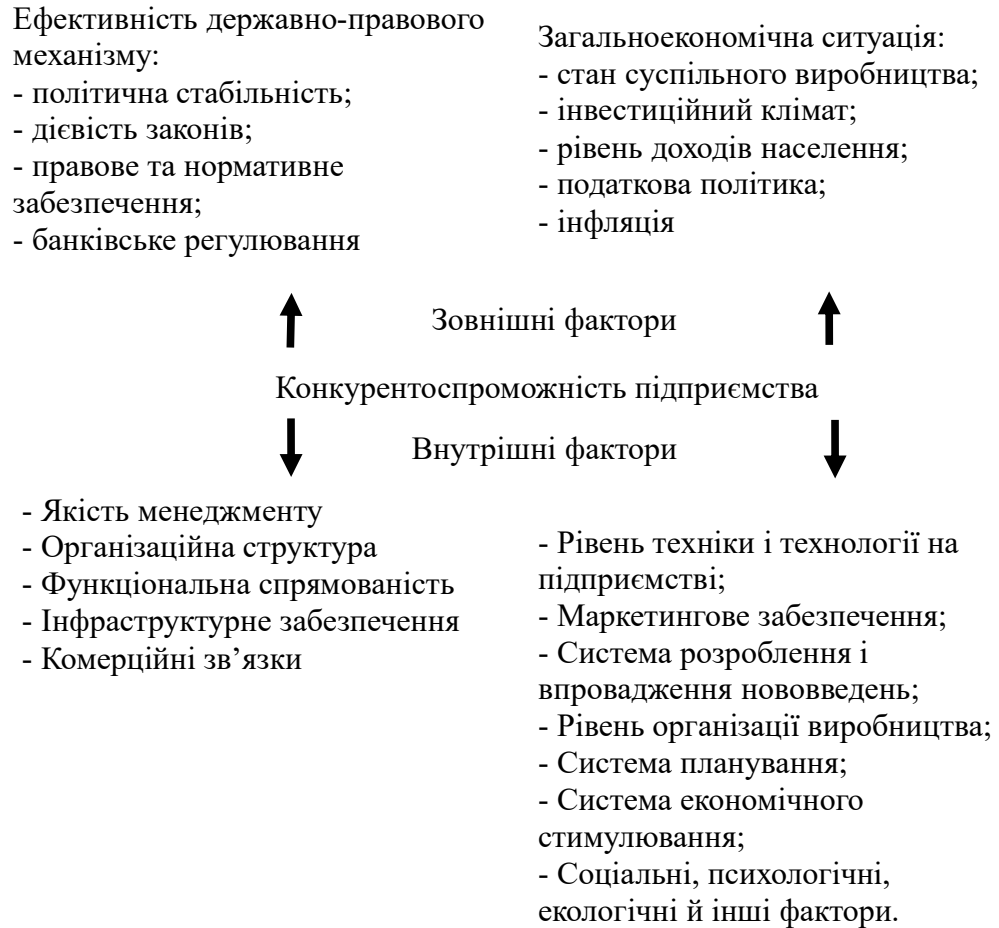 Ефективність державно-правового
механізму:
- політична стабільність;
- дієвість законів;
- правове та нормативне
забезпечення;
- банківське регулювання
Загальноекономічна ситуація:
- стан суспільного виробництва;
- інвестиційний клімат;
- рівень доходів населення;
- податкова політика;
- інфляція
Зовнішні фактори
Конкурентоспроможність підприємства
Внутрішні фактори
- Якість менеджменту
- Організаційна структура
- Функціональна спрямованість
- Інфраструктурне забезпечення
- Комерційні зв’язки
- Рівень техніки і технології на
підприємстві;
- Маркетингове забезпечення;
- Система розроблення і
впровадження нововведень;
- Рівень організації виробництва;
- Система планування;
- Система економічного
стимулювання;
- Соціальні, психологічні,
екологічні й інші фактори.